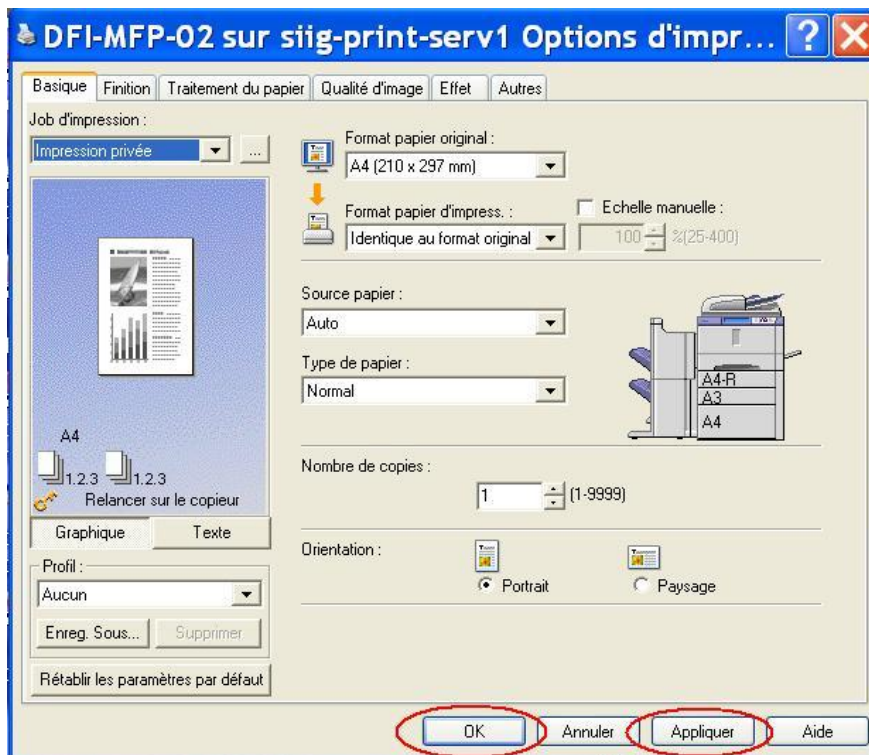 DFI-MFP-02 sur siig-print-serv1 Options d'impr...
Basique Finition Traitement du papier Qualité d'image Effet Autres
Job d'impression :
Impression privée ...
Format papier original :
A4 (210 x 297 mm)
Format papier d'impress. :
Identique au format original
Echelle manuelle :
100 %(25-400)
Source papier :
Auto
Type de papier :
Normal
A4-R
A3
A4
A4
1.2.3 1.2.3
Relancer sur le copieur
Graphique Texte
Nombre de copies :
1 (1-9999)
Orientation :
Portrait Paysage
Profil :
Aucun
Enreg. Sous... Supprimer
Rétablir les paramètres par défaut
OK Annuler Appliquer Aide